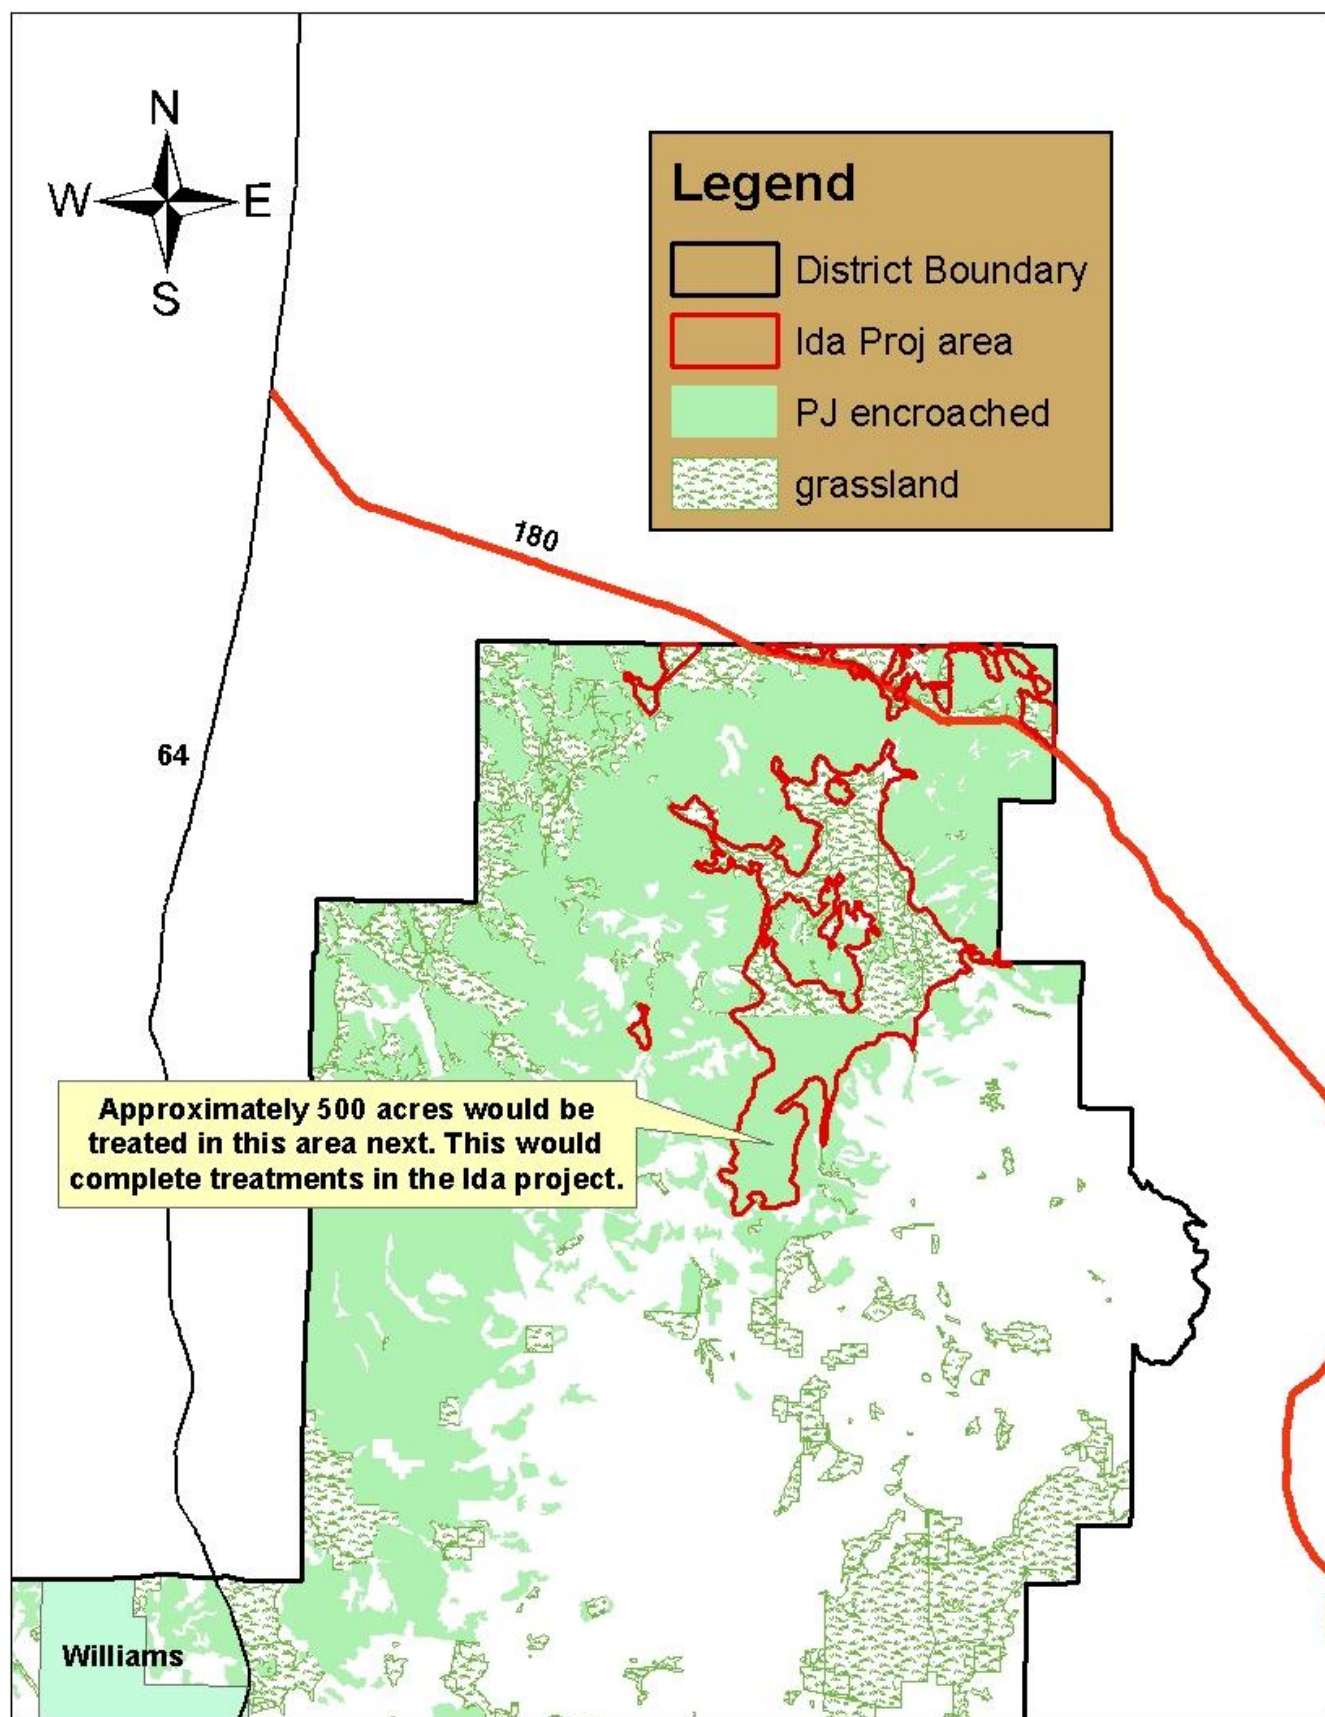 N
W E
S
Legend
District Boundary
Ida Proj area
PJ encroached
grassland
180
64
Approximately 500 acres would be
treated in this area next. This would
complete treatments in the Ida project.
Williams